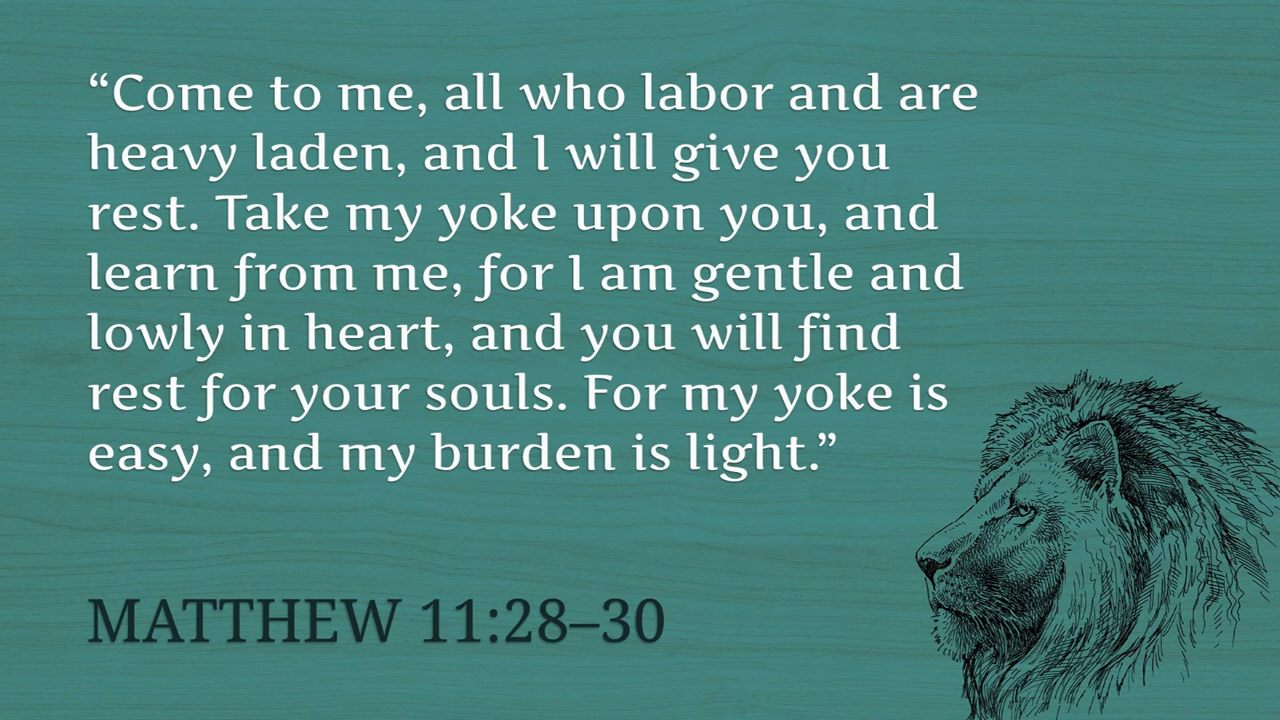 “Come to me, all who labor and are
heavy laden, and I will give you
rest. Take my yoke upon you, and
learn from me, for I am gentle and
lowly in heart, and you will find
rest for your souls. For my yoke is
easy, and my burden is light.”
MATTHEW 11:28–30